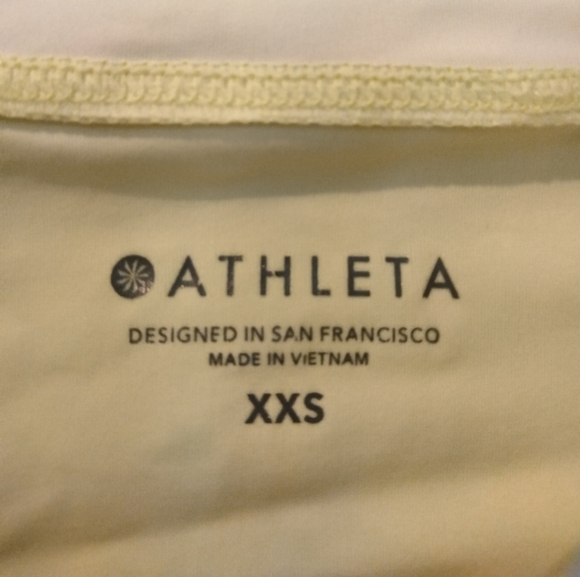 ATHLETA
DESIGNED IN SAN FRANCISCO
MADE IN VIETNAM
XXS